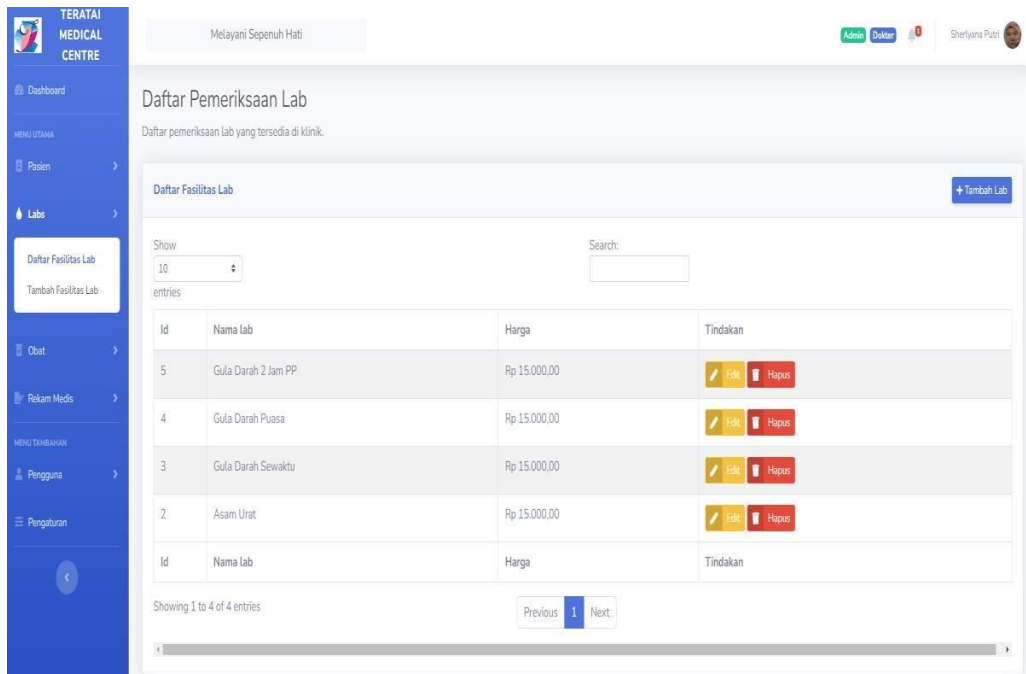 TERATAI
MEDICAL
CENTRE
Melayani Sepenuh Hati
Admin Dokter
Sherlyana Putri
Dashboard
MENU UTAMA
Pasien
Labs
Daftar Fasilitas Lab
Tambah Fasilitas Lab
Obat
Rekam Medis
MENU TAMBAHAN
Pengguna
Pengaturan
Daftar Pemeriksaan Lab
Daftar pemeriksaan lab yang tersedia di klinik.
Daftar Fasilitas Lab
+ Tambah Lab
Show
10
entries
Search:
Id Nama lab Harga Tindakan
5 Gula Darah 2 Jam PP Rp 15.000,00 Edit Hapus
4 Gula Darah Puasa Rp 15.000,00 Edit Hapus
3 Gula Darah Sewaktu Rp 15.000,00 Edit Hapus
2 Asam Urat Rp 15.000,00 Edit Hapus
Id Nama lab Harga Tindakan
Showing 1 to 4 of 4 entries
Previous 1 Next